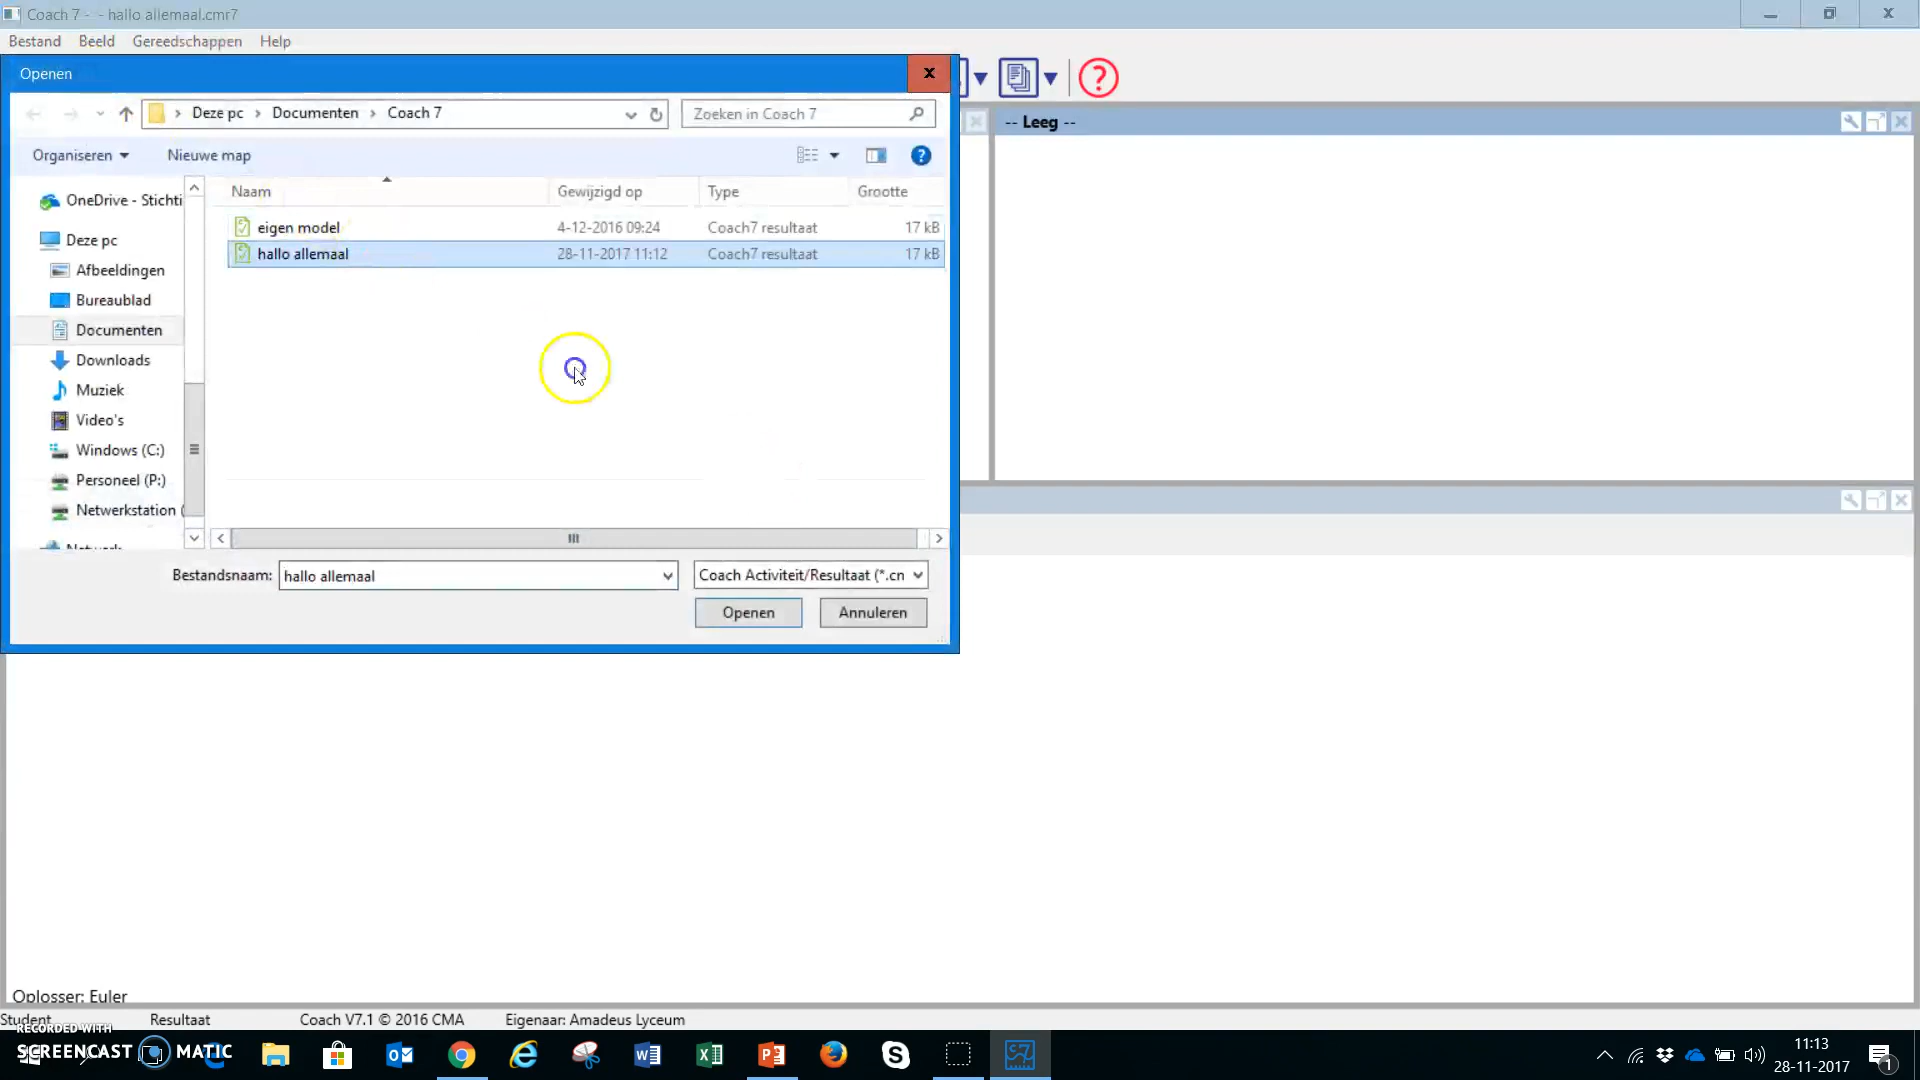 Coach 7 - - hallo allemaal.cmr7
Bestand Beeld Gereedschappen Help
Openen
Deze pc Documenten Coach 7
Zoeken in Coach 7
-- Leeg --
Organiseren Nieuwe map
Naam Gewijzigd op Type Grootte
eigen model 4-12-2016 09:24 Coach7 resultaat 17 kB
hallo allemaal 28-11-2017 11:12 Coach7 resultaat 17 kB
OneDrive - Stichti
Deze pc
Afbeeldingen
Bureaublad
Documenten
Downloads
Muziek
Video's
Windows (C:)
Personeel (P:)
Netwerkstation (
Netwerk
Bestandsnaam: hallo allemaal Coach Activiteit/Resultaat (*.cn
Openen Annuleren
Oplosser: Euler
Student Resultaat Coach V7.1 © 2016 CMA Eigenaar: Amadeus Lyceum
RECORDED WITH
SCREENCAST MATIC
11:13
28-11-2017
1